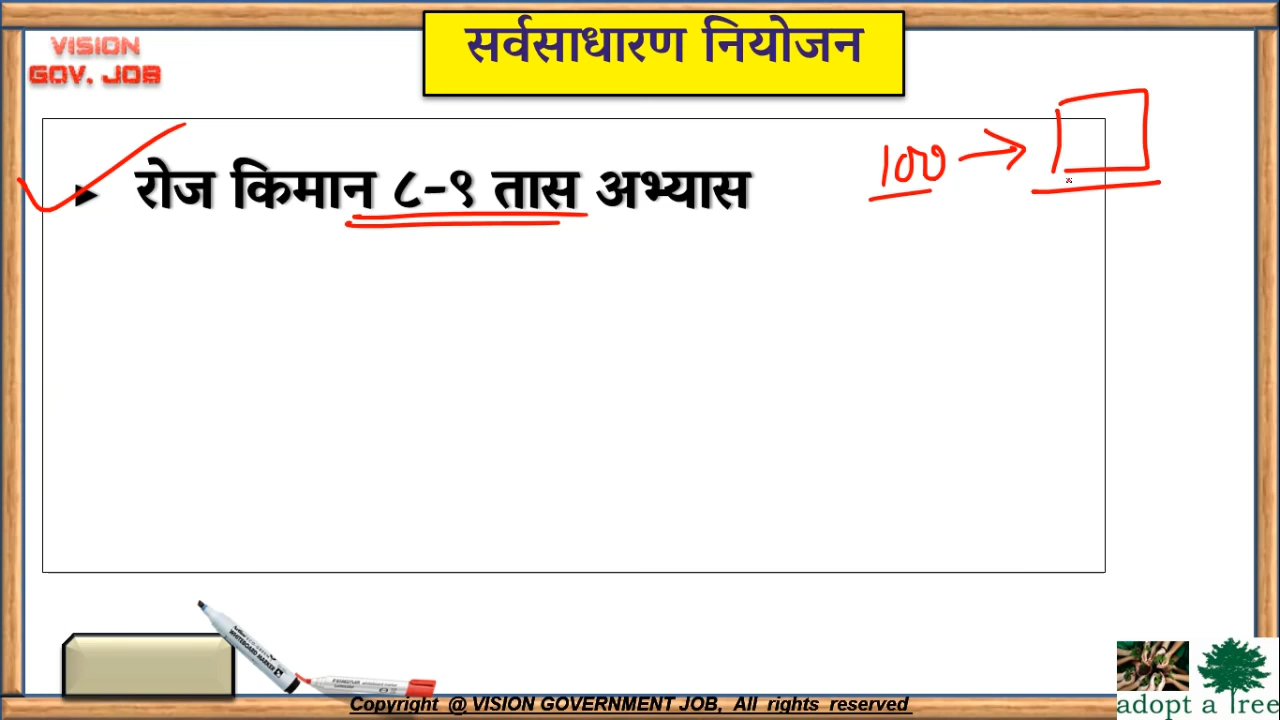 सर्वसाधारण नियोजन
VISION
GOV. JOB
रोज किमान ८-९ तास अभ्यास
100
Copyright @ VISION GOVERNMENT JOB, All rights reserved
adopt a Tree